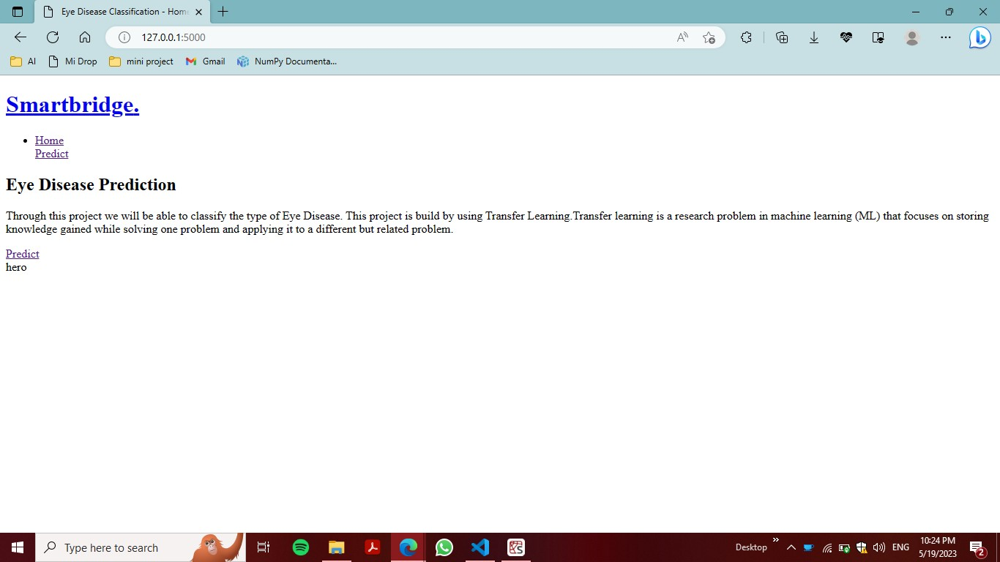 Eye Disease Classification - Hom
127.0.0.1:5000
AI
Mi Drop
mini project
Gmail
NumPy Documenta...
Smartbridge.
Home
Predict
Eye Disease Prediction
Through this project we will be able to classify the type of Eye Disease. This project is build by using Transfer Learning.Transfer learning is a research problem in machine learning (ML) that focuses on storing
knowledge gained while solving one problem and applying it to a different but related problem.
Predict
hero
Type here to search
Desktop
ENG
10:24 PM
5/19/2023
2